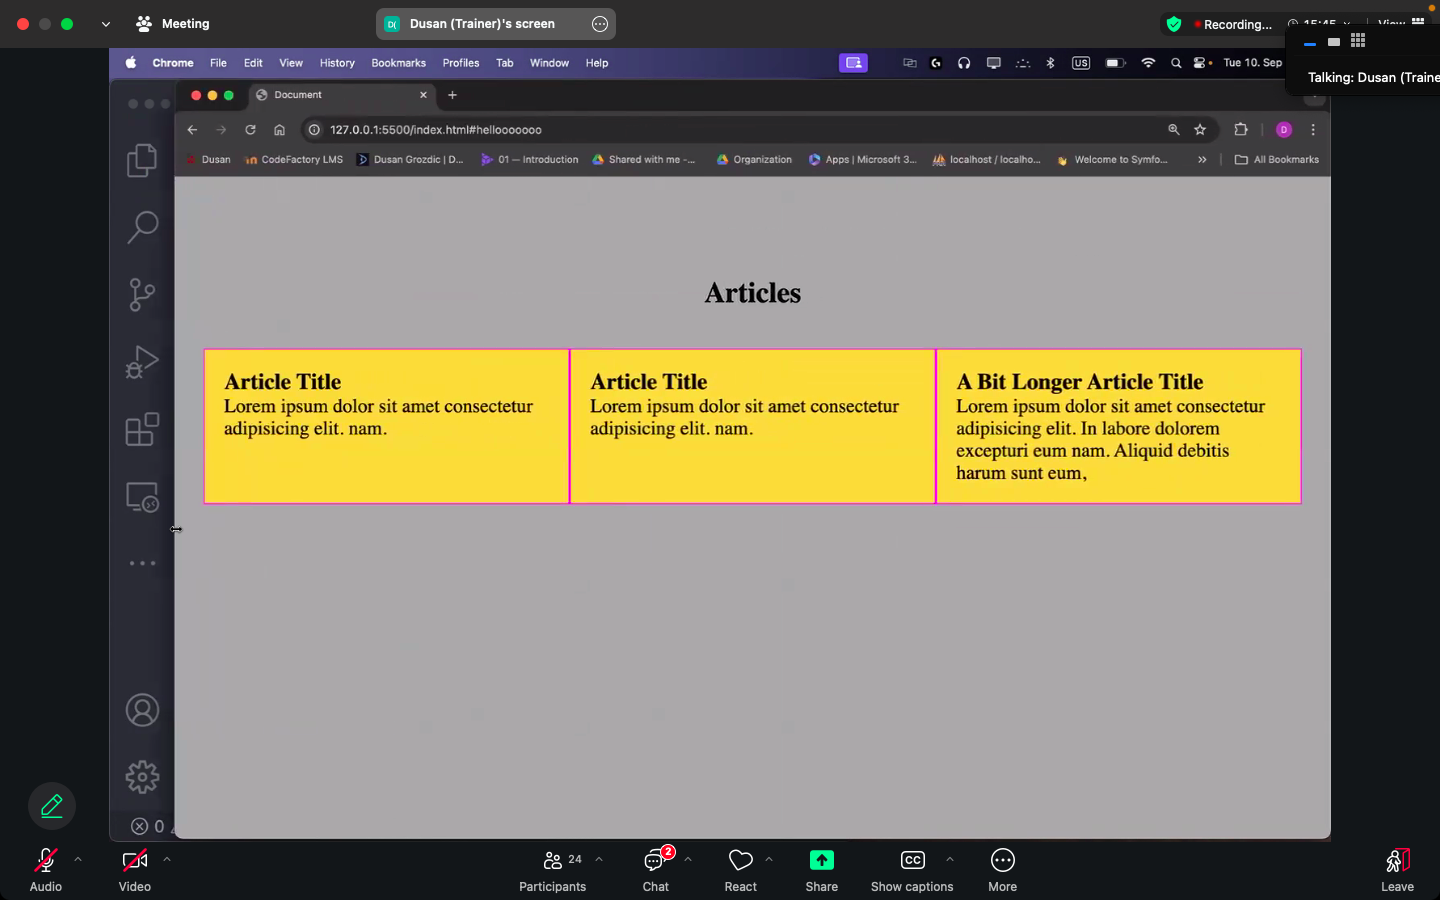 Meeting
D( Dusan (Trainer)'s screen
Recording...
15:45
View
Talking: Dusan (Traine
Chrome File Edit View History Bookmarks Profiles Tab Window Help
US
Tue 10. Sep
Document
127.0.0.1:5500/index.html#hellooooooo
D
Dusan
CodeFactory LMS
Dusan Grozdic | D...
01 — Introduction
Shared with me -...
Organization
Apps | Microsoft 3...
localhost / localho...
Welcome to Symfo...
All Bookmarks
Articles
Article Title
Lorem ipsum dolor sit amet consectetur
adipisicing elit. nam.
Article Title
Lorem ipsum dolor sit amet consectetur
adipisicing elit. nam.
A Bit Longer Article Title
Lorem ipsum dolor sit amet consectetur
adipisicing elit. In labore dolorem
excepturi eum nam. Aliquid debitis
harum sunt eum,
0
Audio
Video
24
Participants
2
Chat
React
Share
CC
Show captions
More
Leave